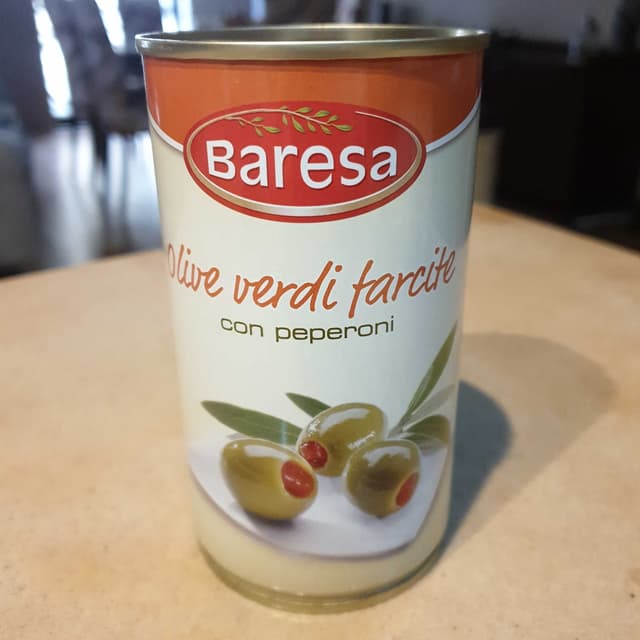 Baresa
Olive verdi farcite
con peperoni